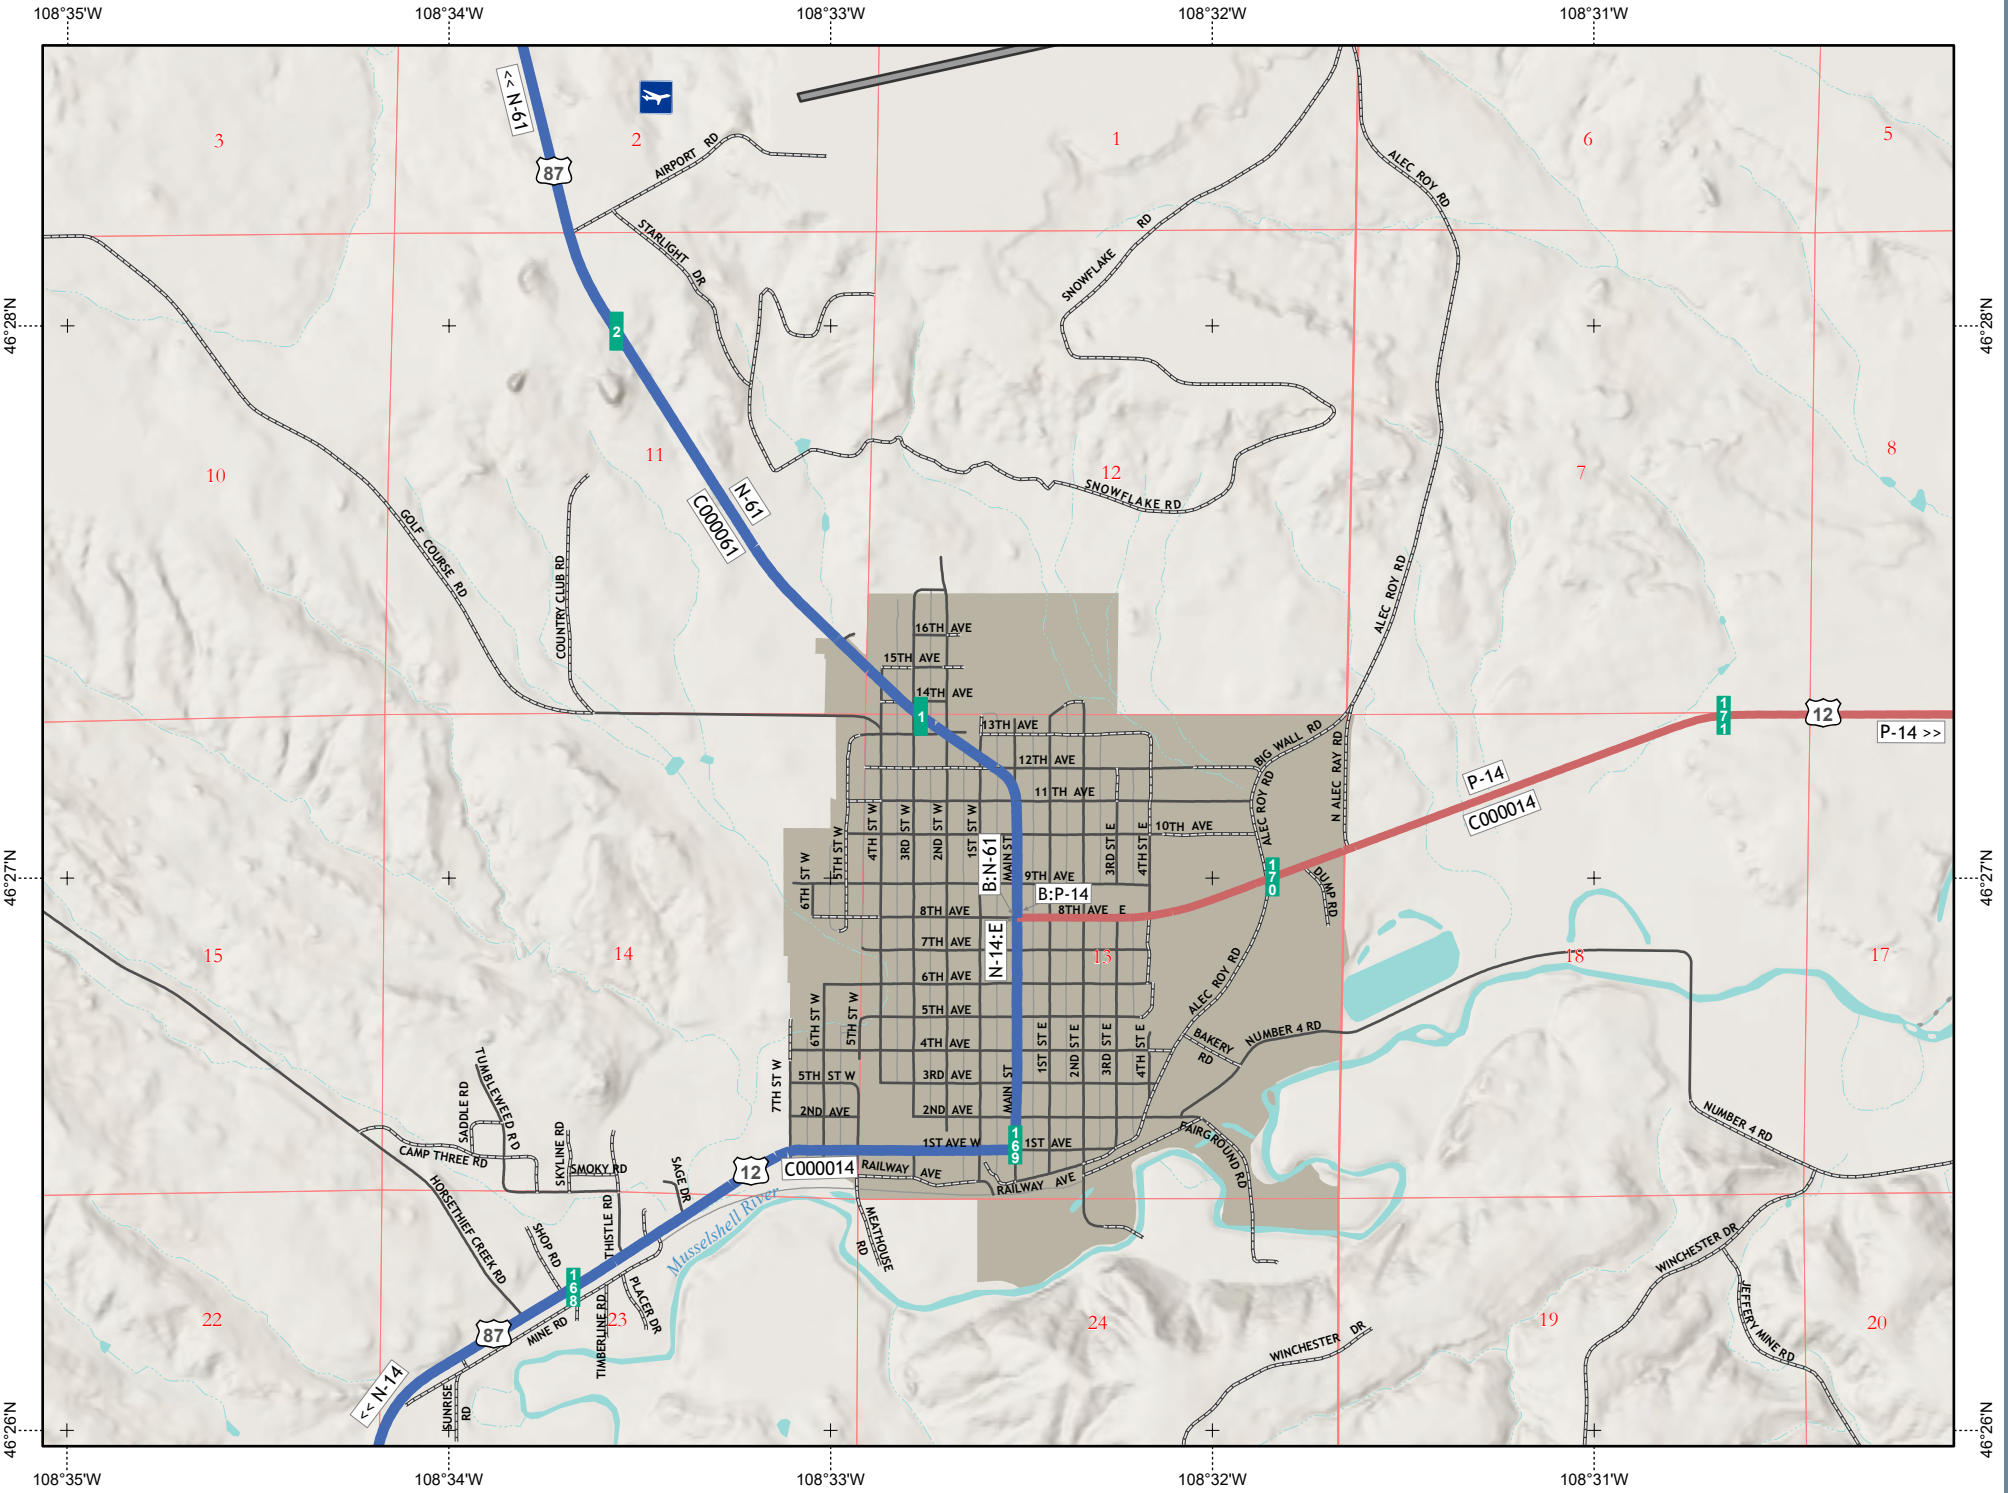 108°35'W
108°34'W
108°33'W
108°32'W
108°31'W
<< N-61
87
3
2
1
6
5
AIRPORT RD
ALEC ROY RD
STARLIGHT DR
SNOWFLAKE RD
46°28'N
46°28'N
2
10
11
12
7
8
SNOWFLAKE RD
N-61
C000061
GOLF COURSE RD
COUNTRY CLUB RD
ALEC ROY RD
16TH AVE
15TH AVE
14TH AVE
1
13TH AVE
BIG WALL RD
171
12
P-14 >>
12TH AVE
N ALEC RAY RD
ALEC ROY RD
P-14
C000014
11 TH AVE
10TH AVE
6TH ST W
5TH ST W
4TH ST W
3RD ST W
2ND ST W
1ST ST W
MAIN ST
3RD ST E
4TH ST E
B:N-61
46°27'N
46°27'N
9TH AVE
B:P-14
170
DUMP RD
8TH AVE
8TH AVE E
N-14:E
7TH AVE
15
14
13
18
17
6TH AVE
ALEC ROY RD
6TH ST W
5TH ST W
5TH AVE
4TH AVE
1ST ST E
2ND ST E
3RD ST E
4TH ST E
BAKERY RD
NUMBER 4 RD
7TH ST W
5TH ST W
3RD AVE
MAIN ST
2ND AVE
2ND AVE
TUMBLEWEED RD
SADDLE RD
NUMBER 4 RD
CAMP THREE RD
SKYLINE RD
SMOKY RD
SAGE DR
12
C000014
1ST AVE W
169
1ST AVE
RAILWAY AVE
RAILWAY AVE
FAIRGROUND RD
HORSETHIEF CREEK RD
SHOP RD
THISTLE RD
Musselshell River
MEATHOUSE RD
WINCHESTER DR
168
PLACER DR
TIMBERLINE RD
MINE RD
87
22
23
24
19
20
WINCHESTER DR
JEFFERY MINE RD
<< N-14
SUNRISE RD
46°26'N
46°26'N
108°35'W
108°34'W
108°33'W
108°32'W
108°31'W